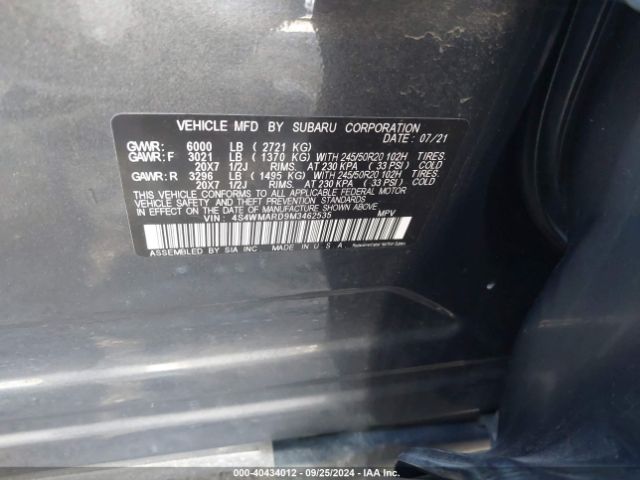 VEHICLE MFD BY SUBARU CORPORATION
DATE: 07/21
GVWR: 6000 LB ( 2721 KG)
GAWR: F 3021 LB ( 1370 KG) WITH 245/50R20 102H TIRES.
20X7 1/2J RIMS. AT 230 KPA ( 33 PSI) COLD
GAWR: R 3296 LB ( 1495 KG) WITH 245/50R20 102H TIRES.
20X7 1/2J RIMS. AT 230 KPA ( 33 PSI) COLD
THIS VEHICLE CONFORMS TO ALL APPLICABLE FEDERAL MOTOR
VEHICLE SAFETY AND THEFT PREVENTION STANDARDS
IN EFFECT ON THE DATE OF MANUFACTURE SHOWN ABOVE.
VIN : 4S4WMARD9M3462535 MPV
ASSEMBLED BY SIA INC MADE IN U.S.A
000-40434012 - 09/25/2024 - IAA Inc.